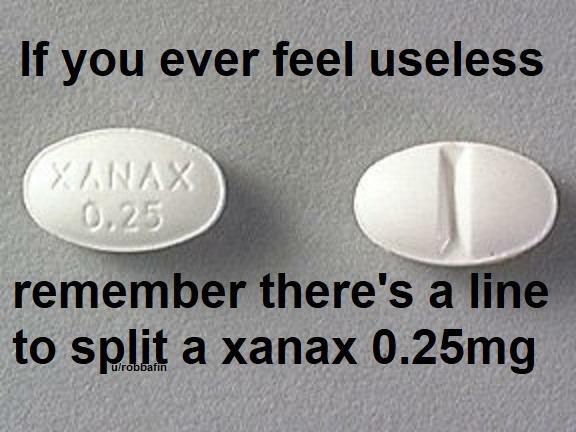 If you ever feel useless
XANAX
0.25
remember there's a line
to split a xanax 0.25mg
u/robbafin